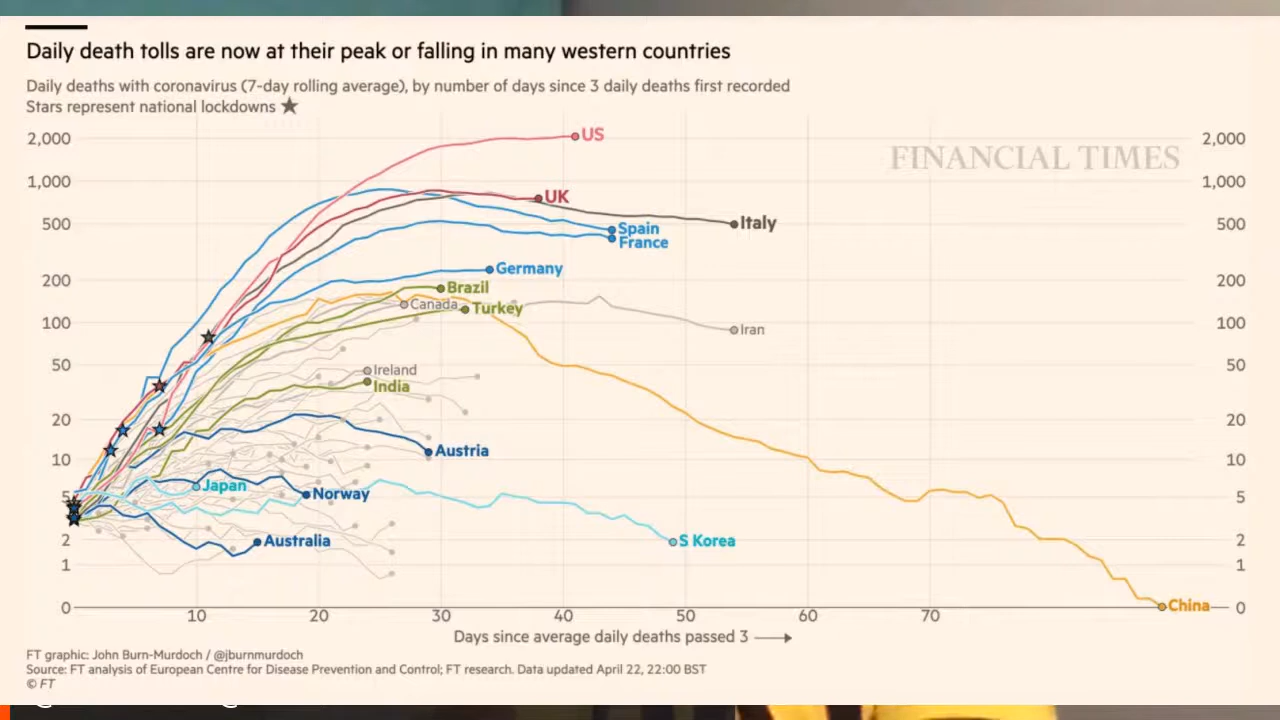 Daily death tolls are now at their peak or falling in many western countries
Daily deaths with coronavirus (7-day rolling average), by number of days since 3 daily deaths first recorded
Stars represent national lockdowns ★
FINANCIAL TIMES
2,000
1,000
500
200
100
50
20
10
5
2
1
0
2,000
1,000
500
200
100
50
20
10
5
2
1
0
US
UK
Italy
Spain
France
Germany
Brazil
Canada
Turkey
Iran
Ireland
India
Austria
Japan
Norway
Australia
S Korea
China
10 20 30 40 50 60 70
Days since average daily deaths passed 3
FT graphic: John Burn-Murdoch / @jburnmurdoch
Source: FT analysis of European Centre for Disease Prevention and Control; FT research. Data updated April 22, 22:00 BST
© FT